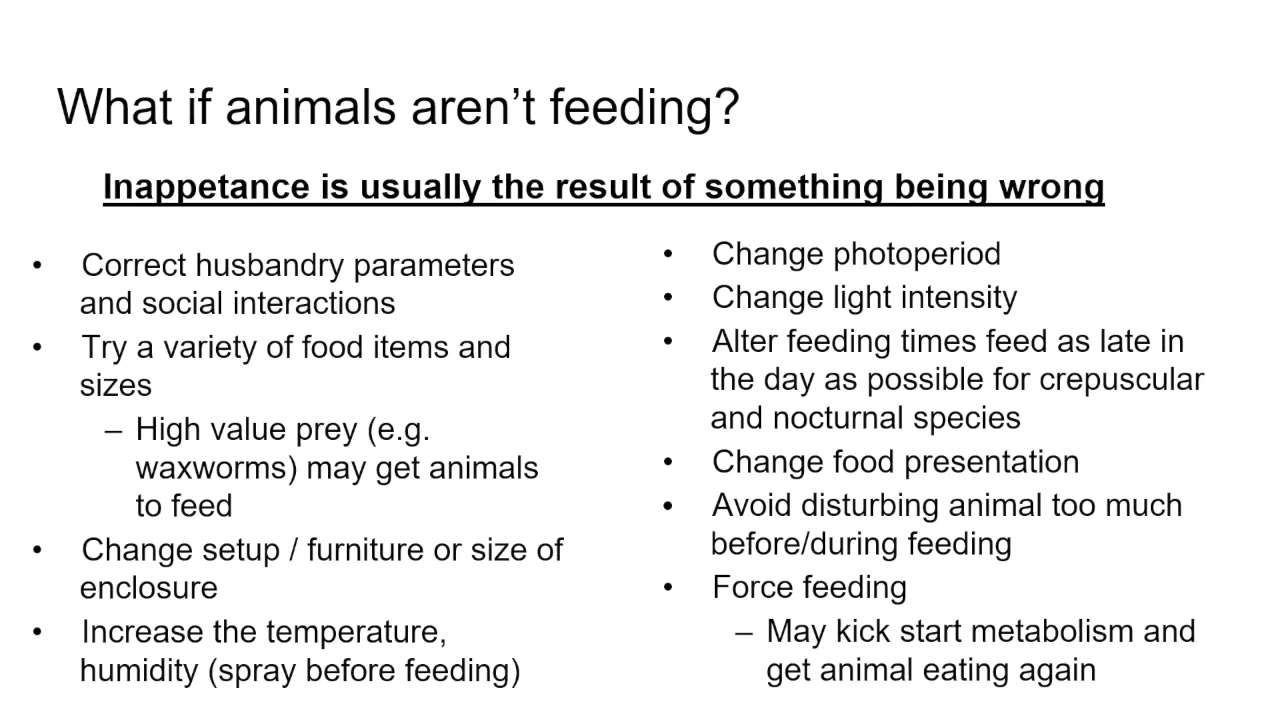 What if animals aren’t feeding?
Inappetance is usually the result of something being wrong
• Correct husbandry parameters
and social interactions
• Try a variety of food items and
sizes
– High value prey (e.g.
waxworms) may get animals
to feed
• Change setup / furniture or size of
enclosure
• Increase the temperature,
humidity (spray before feeding)
• Change photoperiod
• Change light intensity
• Alter feeding times feed as late in
the day as possible for crepuscular
and nocturnal species
• Change food presentation
• Avoid disturbing animal too much
before/during feeding
• Force feeding
– May kick start metabolism and
get animal eating again